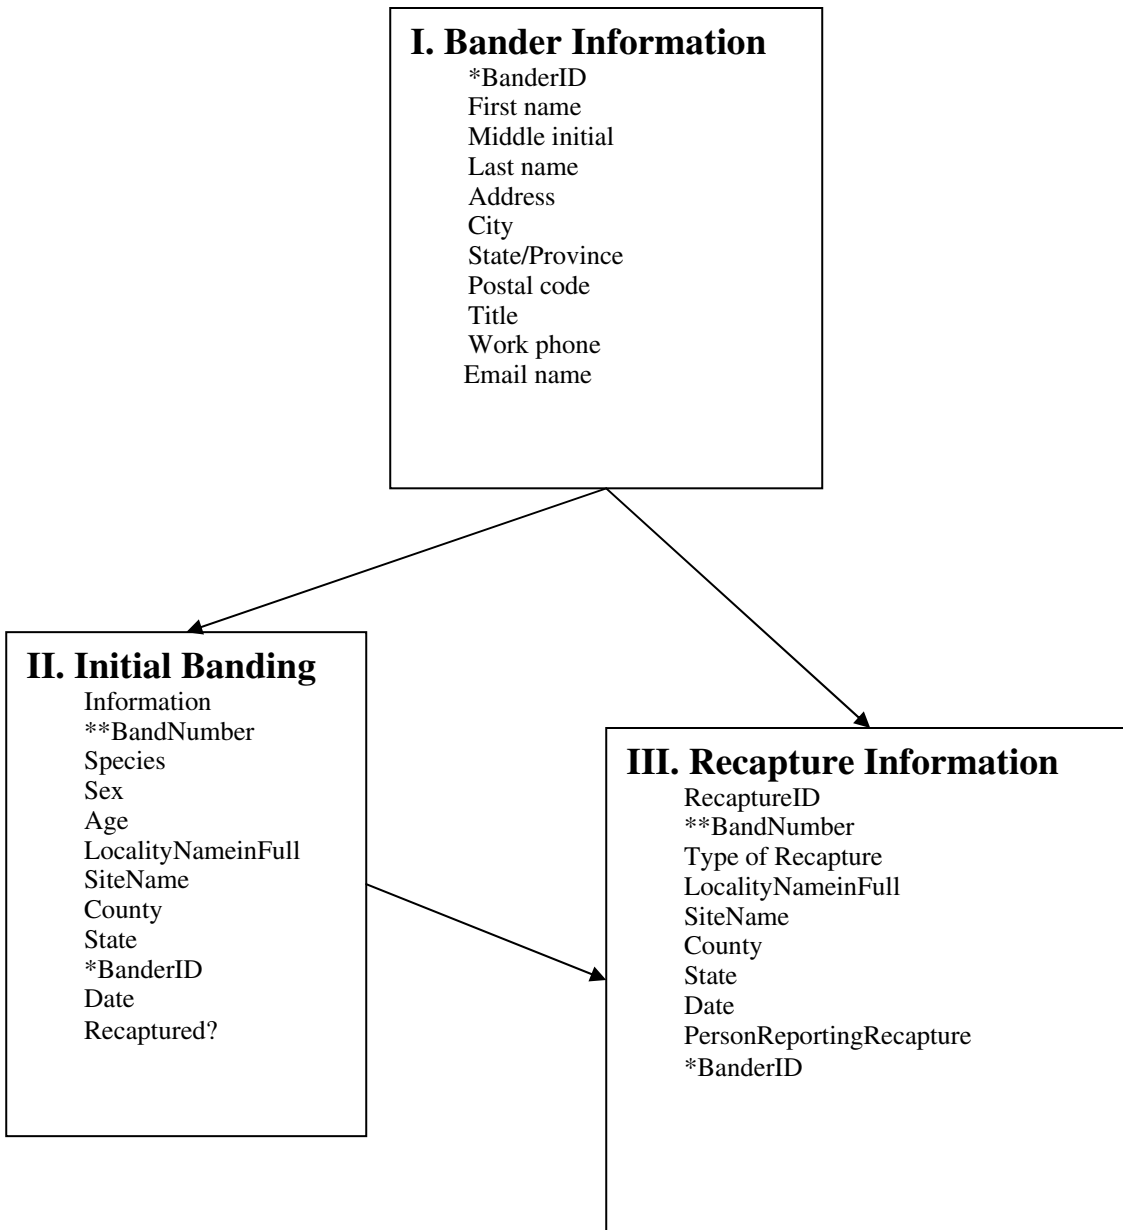 I. Bander Information
*BanderID
First name
Middle initial
Last name
Address
City
State/Province
Postal code
Title
Work phone
Email name
II. Initial Banding
Information
**BandNumber
Species
Sex
Age
LocalityNameinFull
SiteName
County
State
*BanderID
Date
Recaptured?
III. Recapture Information
RecaptureID
**BandNumber
Type of Recapture
LocalityNameinFull
SiteName
County
State
Date
PersonReportingRecapture
*BanderID